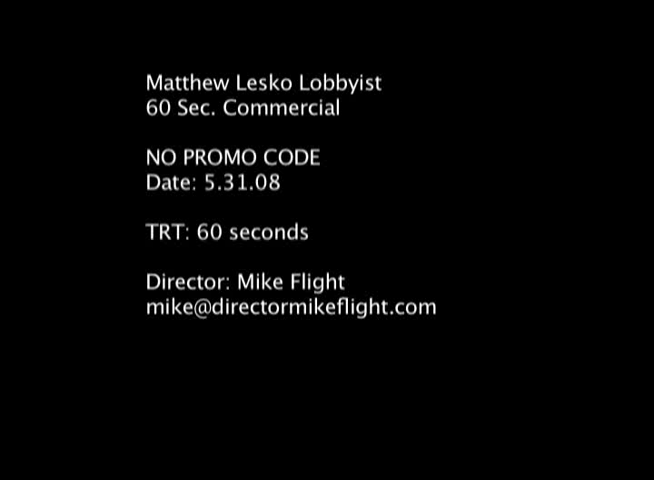 Matthew Lesko Lobbyist
60 Sec. Commercial
NO PROMO CODE
Date: 5.31.08
TRT: 60 seconds
Director: Mike Flight
mike@directormikeflight.com